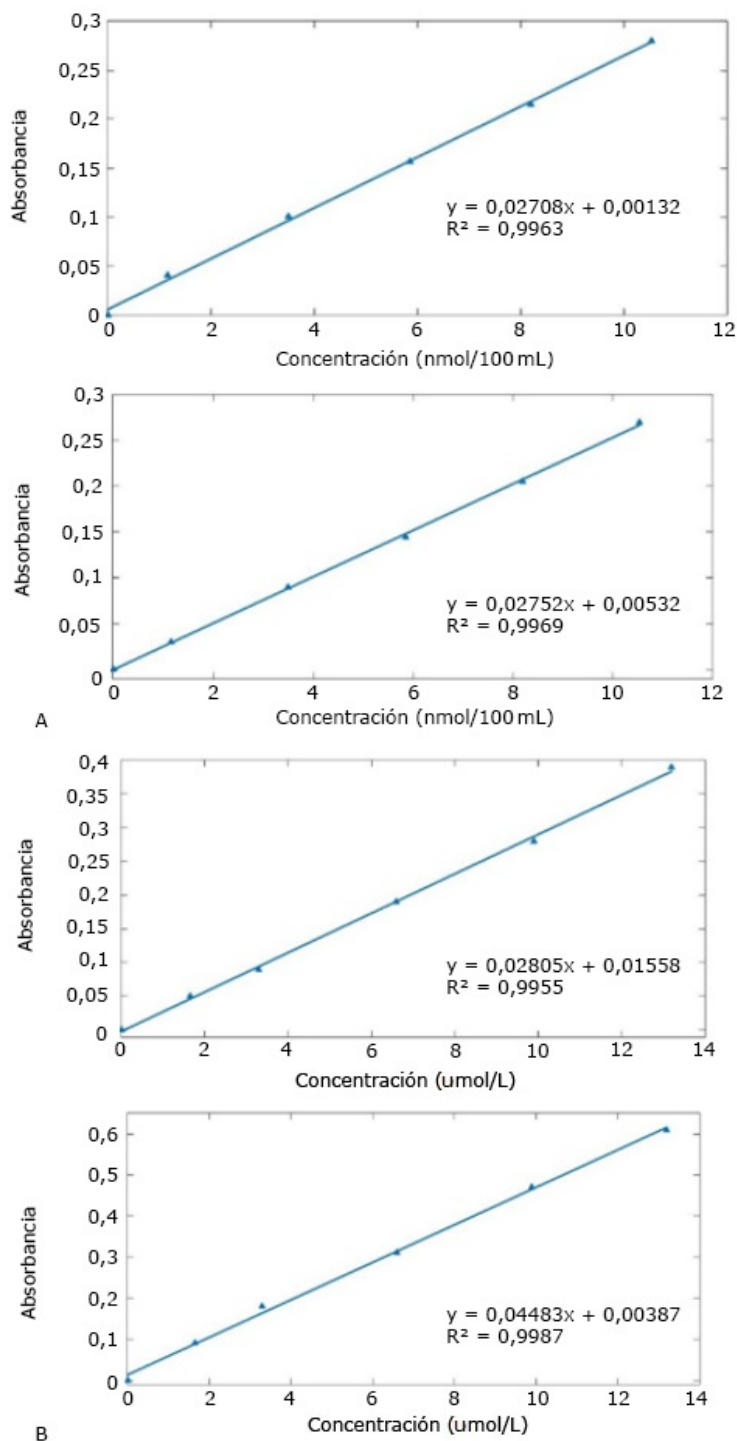 0,3
0,25
0,2
0,15
0,1
0,05
0
Absorbancia
y = 0,02708x + 0,00132
R² = 0,9963
0 2 4 6 8 10 12
Concentración (nmol/100 mL)
0,3
0,25
0,2
0,15
0,1
0,05
0
Absorbancia
y = 0,02752x + 0,00532
R² = 0,9969
0 2 4 6 8 10 12
Concentración (nmol/100 mL)
A
0,4
0,35
0,3
0,25
0,2
0,15
0,1
0,05
0
Absorbancia
y = 0,02805x + 0,01558
R² = 0,9955
0 2 4 6 8 10 12 14
Concentración (umol/L)
0,6
0,5
0,4
0,3
0,2
0,1
0
Absorbancia
y = 0,04483x + 0,00387
R² = 0,9987
0 2 4 6 8 10 12 14
Concentración (umol/L)
B